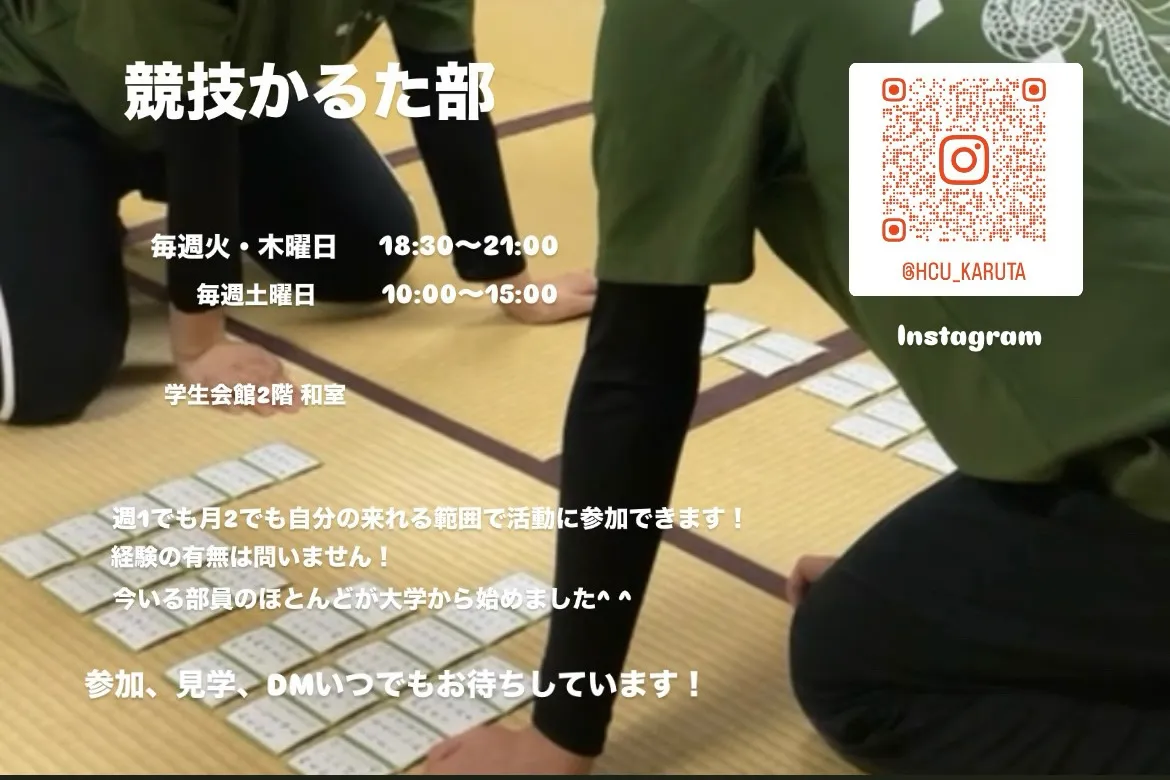 競技かるた部
毎週火・木曜日 18:30〜21:00
毎週土曜日 10:00〜15:00
学生会館2階 和室
週1でも月2でも自分の来れる範囲で活動に参加できます！
経験の有無は問いません！
今いる部員のほとんどが大学から始めました^ ^
参加、見学、DMいつでもお待ちしています！
@HCU_KARUTA
Instagram